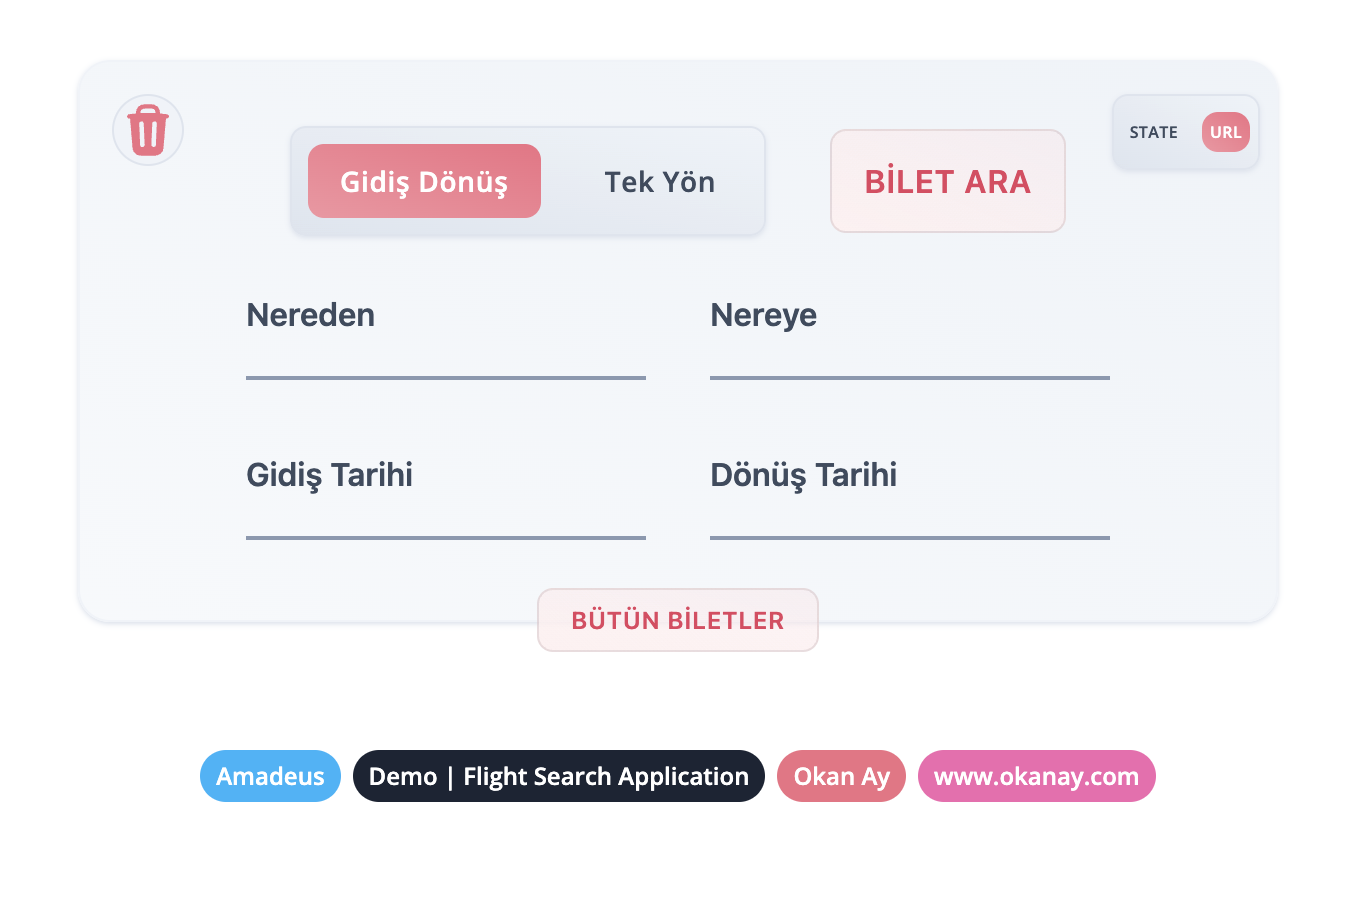 Gidiş Dönüş
Tek Yön
BİLET ARA
STATE
URL
Nereden
Nereye
Gidiş Tarihi
Dönüş Tarihi
BÜTÜN BİLETLER
Amadeus
Demo | Flight Search Application
Okan Ay
www.okanay.com